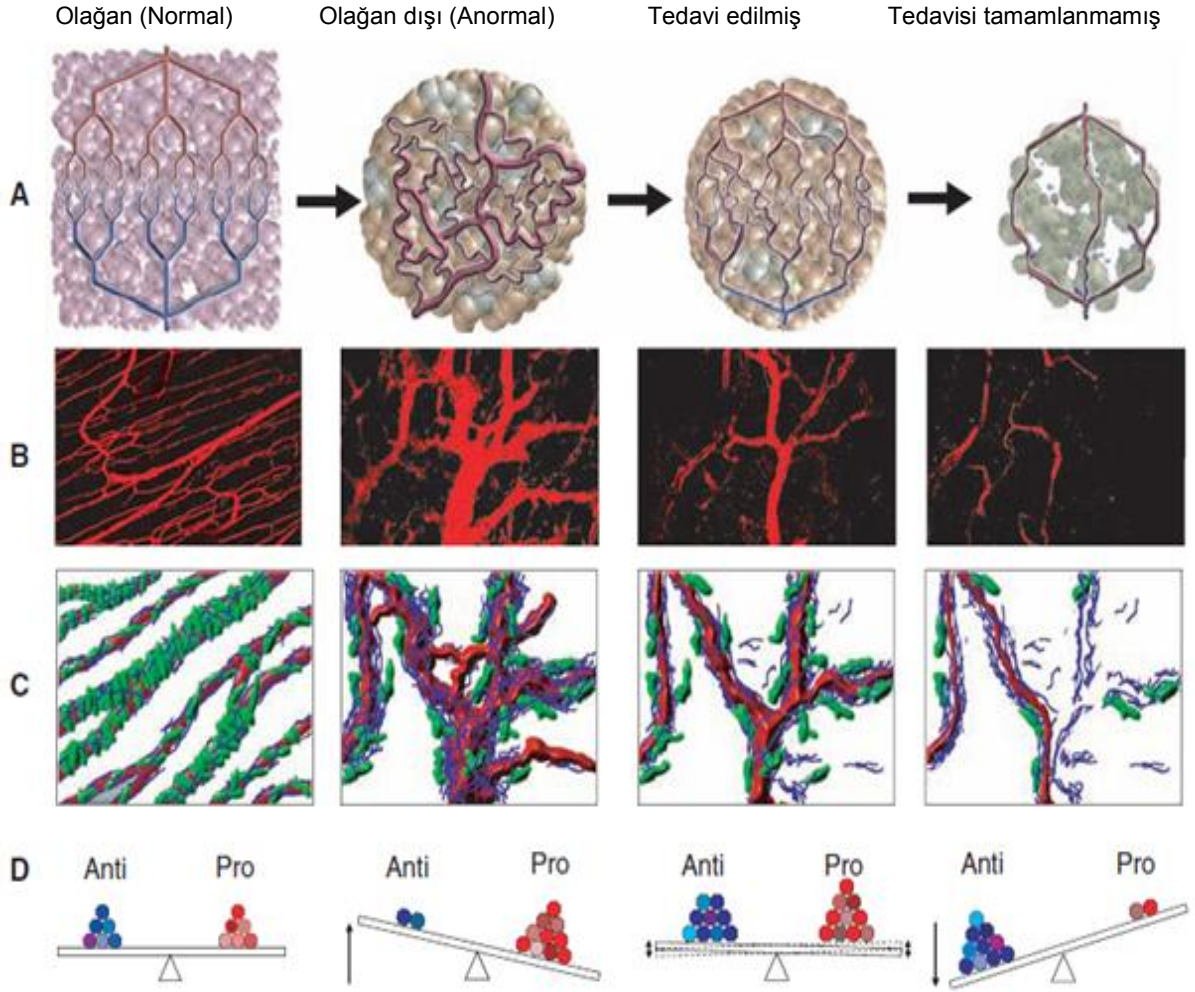 Olağan (Normal) Olağan dışı (Anormal) Tedavi edilmiş Tedavisi tamamlanmamış
A
B
C
D Anti Pro Anti Pro Anti Pro Anti Pro